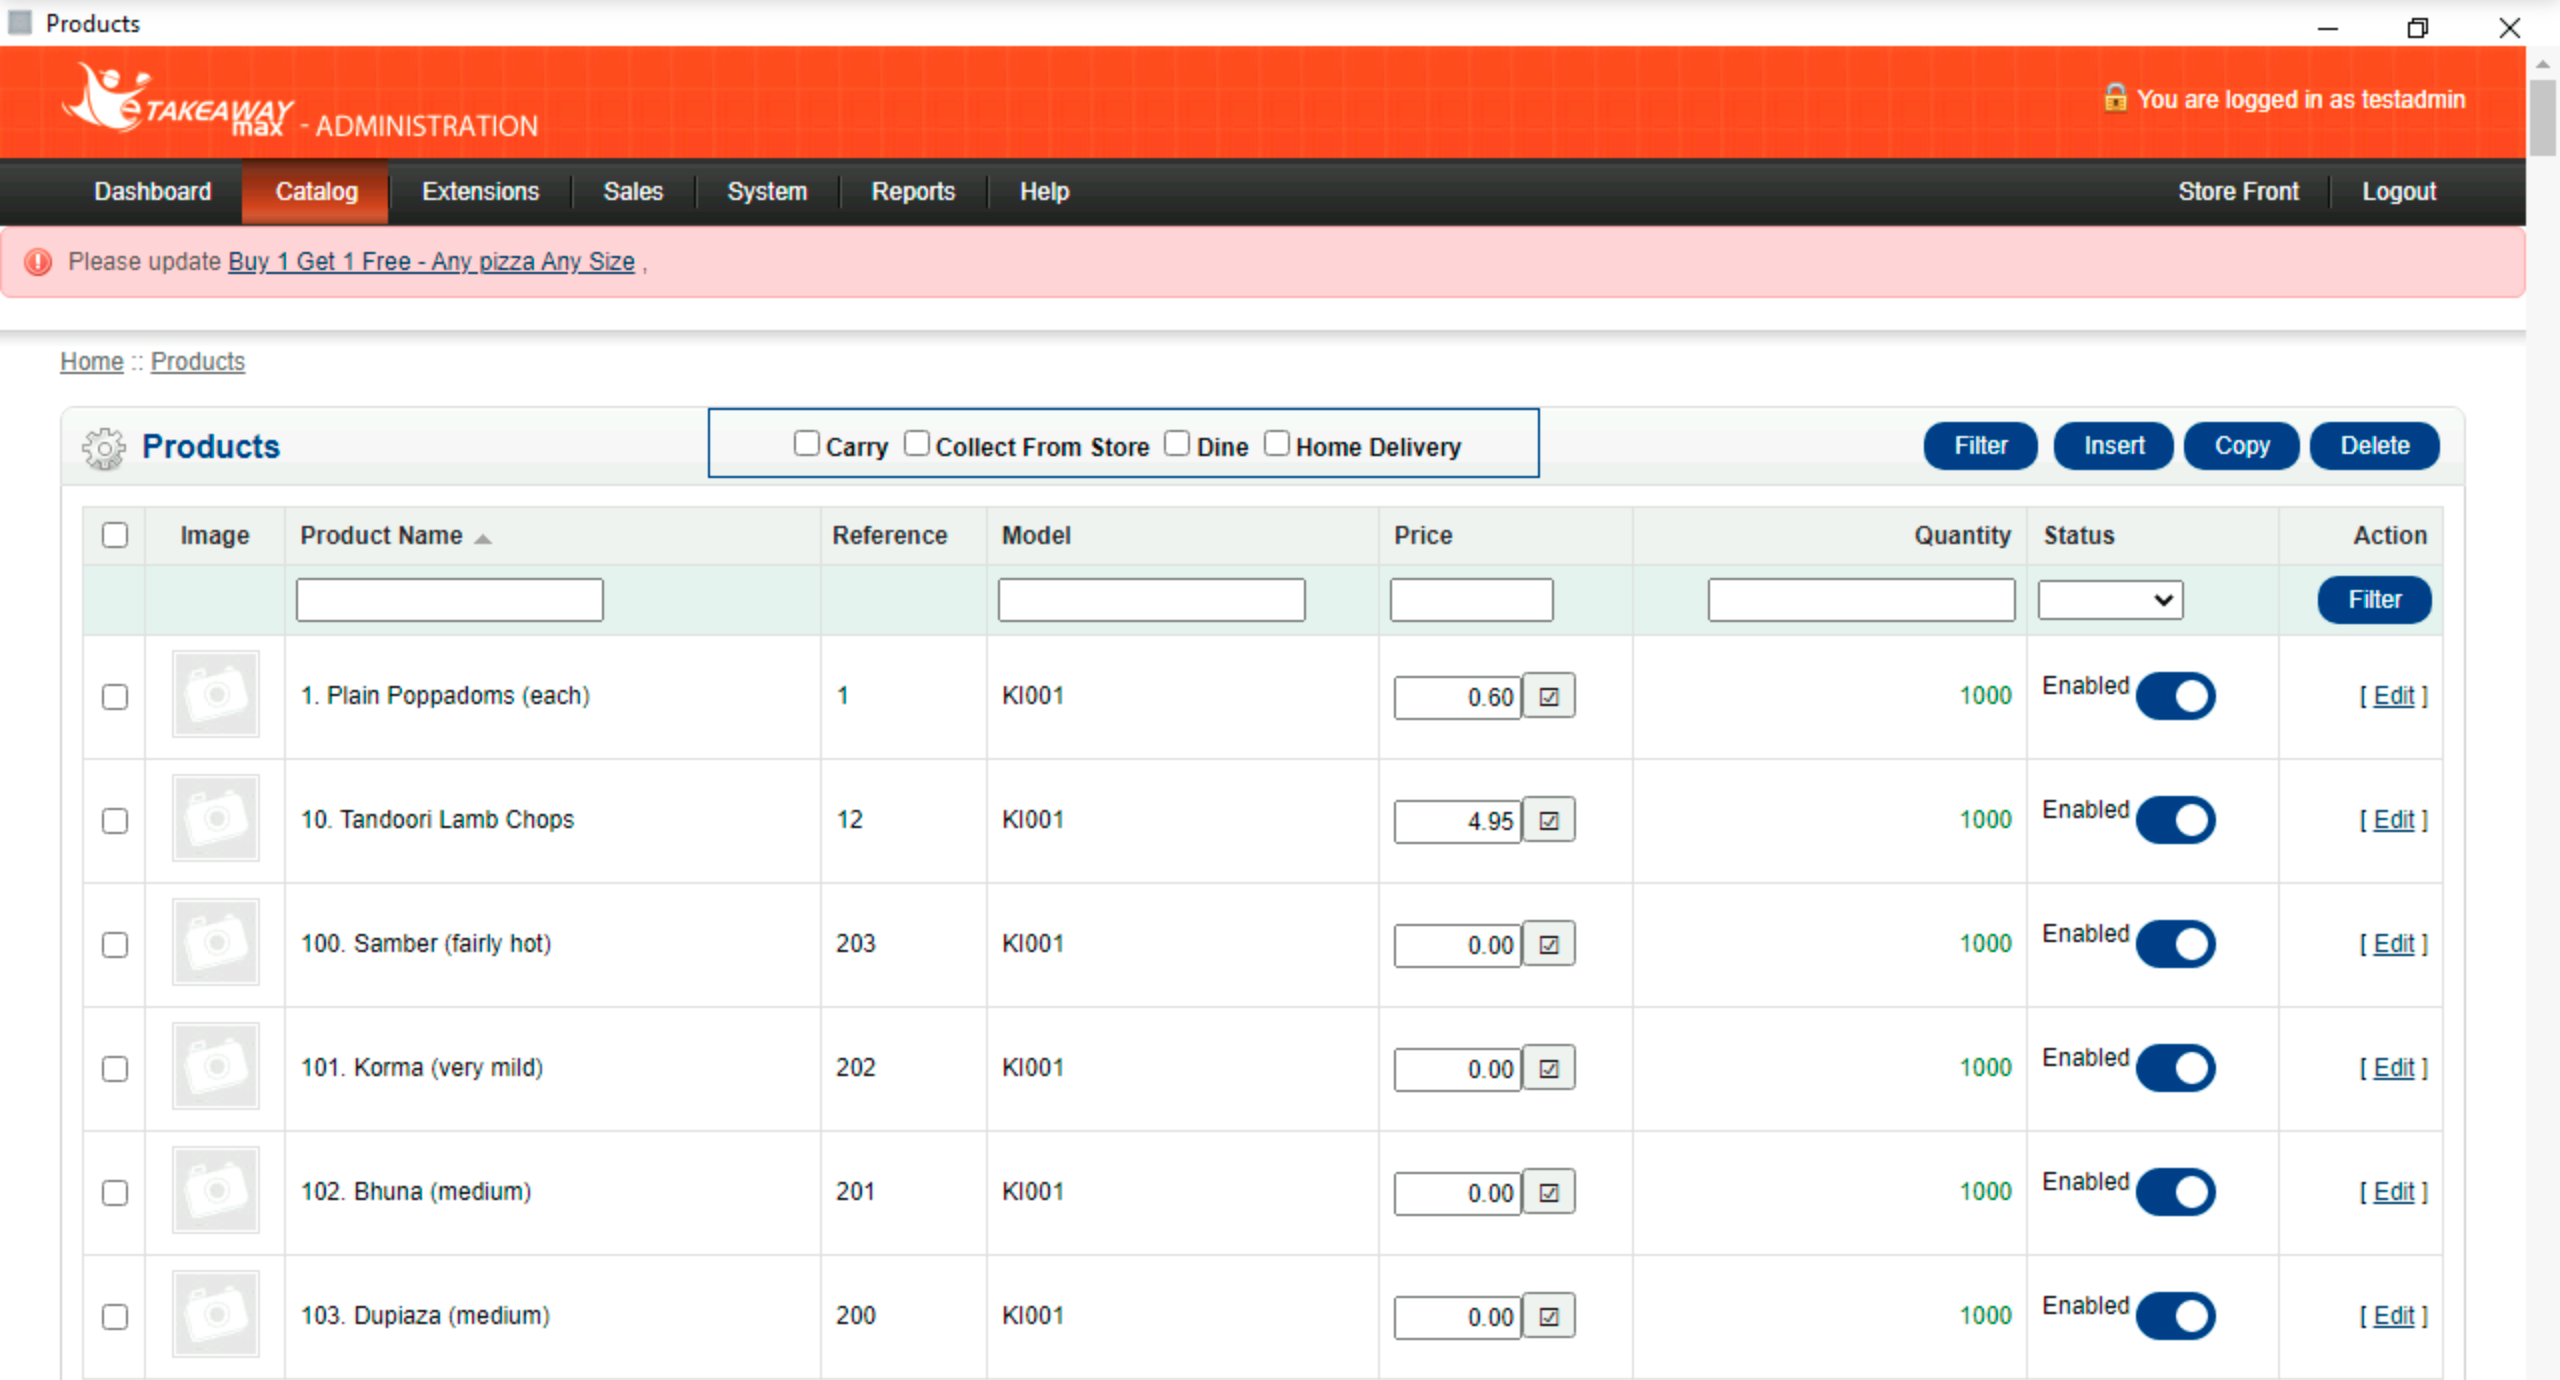 Products
eTAKEAWAY max - ADMINISTRATION
You are logged in as testadmin
Dashboard Catalog Extensions Sales System Reports Help Store Front Logout
Please update Buy 1 Get 1 Free - Any pizza Any Size ,
Home :: Products
Products Carry Collect From Store Dine Home Delivery Filter Insert Copy Delete
Image Product Name Reference Model Price Quantity Status Action
Filter
1. Plain Poppadoms (each) 1 KI001 0.60 1000 Enabled [ Edit ]
10. Tandoori Lamb Chops 12 KI001 4.95 1000 Enabled [ Edit ]
100. Samber (fairly hot) 203 KI001 0.00 1000 Enabled [ Edit ]
101. Korma (very mild) 202 KI001 0.00 1000 Enabled [ Edit ]
102. Bhuna (medium) 201 KI001 0.00 1000 Enabled [ Edit ]
103. Dupiaza (medium) 200 KI001 0.00 1000 Enabled [ Edit ]